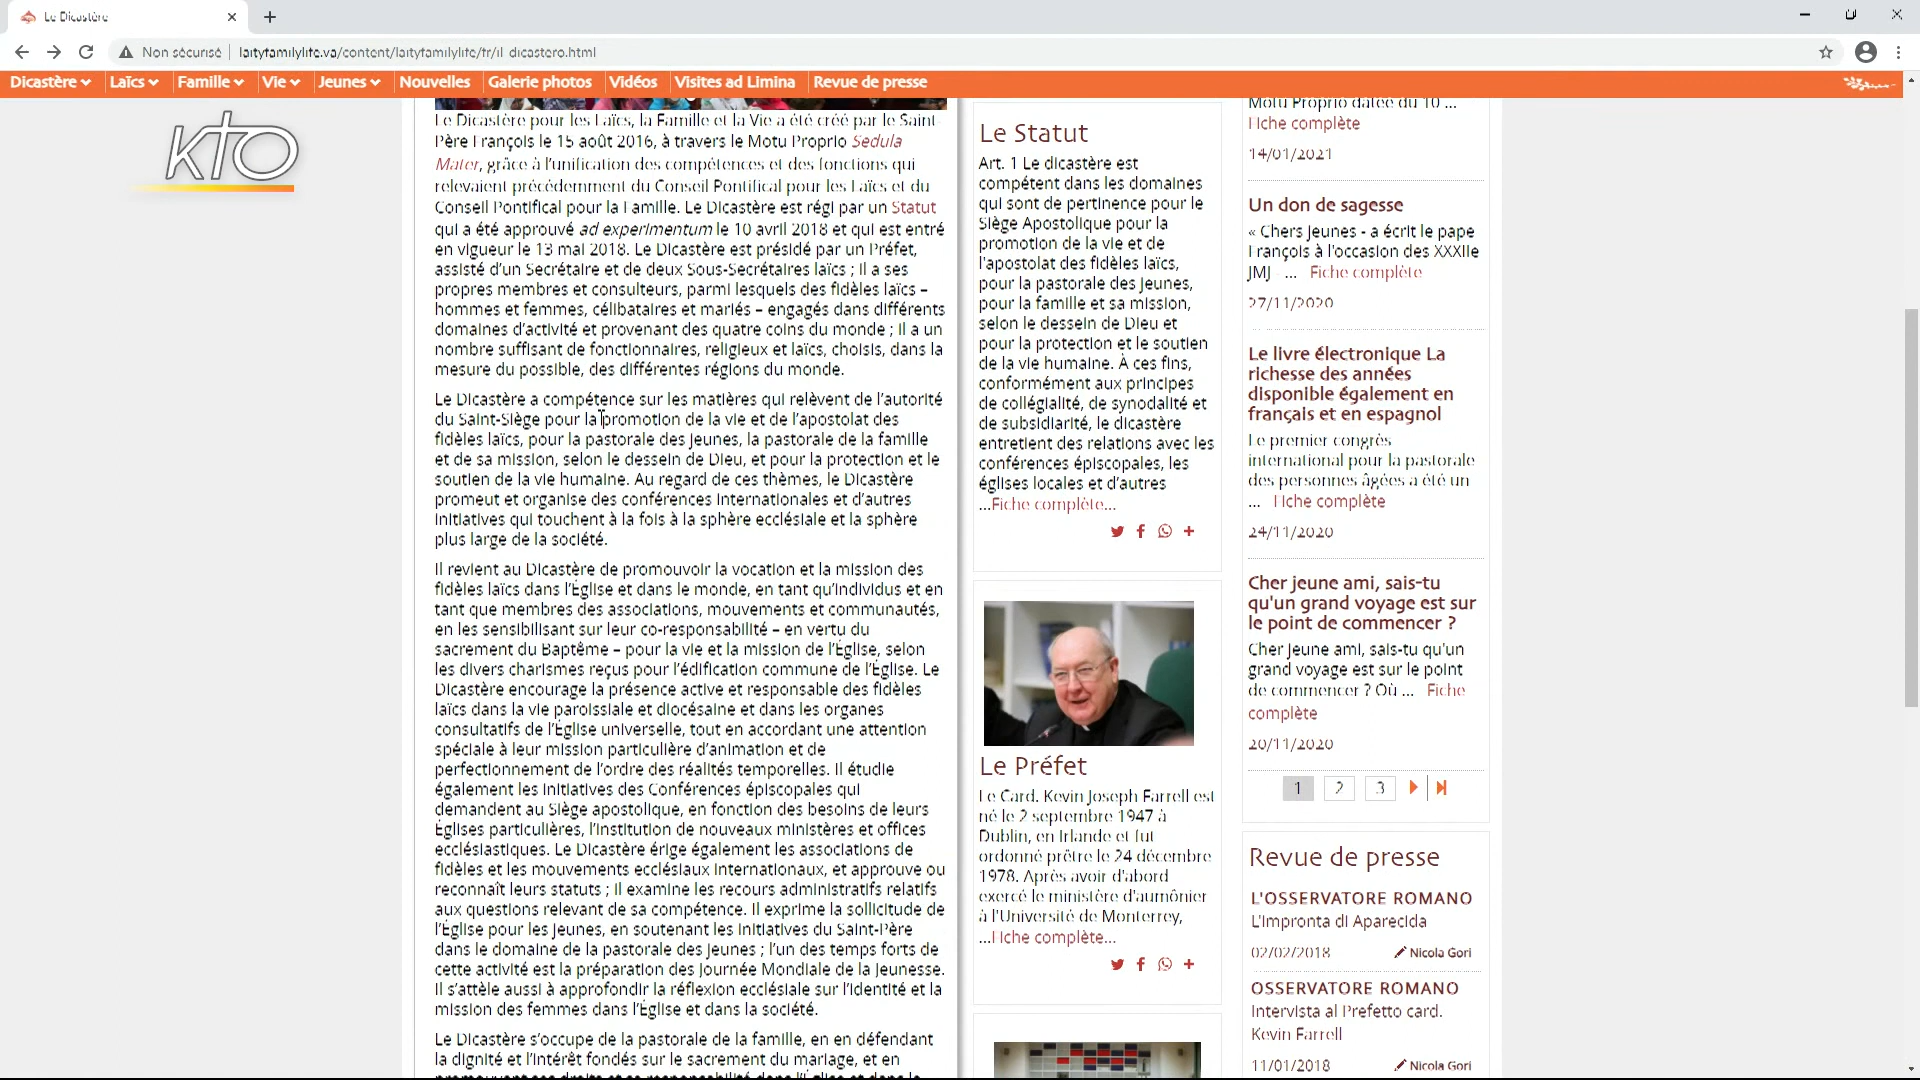 Le Dicastère
Non sécurisé
laityfamilylife.va/content/laityfamilylife/fr/il-dicastero.html
Dicastère
Laïcs
Famille
Vie
Jeunes
Nouvelles
Galerie photos
Vidéos
Visites ad Limina
Revue de presse
kto
Le Dicastère pour les Laïcs, la Famille et la Vie a été créé par le Saint-
Père François le 15 août 2016, à travers le Motu Proprio Sedula
Mater, grâce à l’unification des compétences et des fonctions qui
relevaient précédemment du Conseil Pontifical pour les Laïcs et du
Conseil Pontifical pour la Famille. Le Dicastère est régi par un Statut
qui a été approuvé ad experimentum le 10 avril 2018 et qui est entré
en vigueur le 13 mai 2018. Le Dicastère est présidé par un Préfet,
assisté d’un Secrétaire et de deux Sous-Secrétaires laïcs ; il a ses
propres membres et consulteurs, parmi lesquels des fidèles laïcs –
hommes et femmes, célibataires et mariés – engagés dans différents
domaines d’activité et provenant des quatre coins du monde ; il a un
nombre suffisant de fonctionnaires, religieux et laïcs, choisis, dans la
mesure du possible, des différentes régions du monde.
Le Dicastère a compétence sur les matières qui relèvent de l’autorité
du Saint-Siège pour la promotion de la vie et de l’apostolat des
fidèles laïcs, pour la pastorale des jeunes, la pastorale de la famille
et de sa mission, selon le dessein de Dieu, et pour la protection et le
soutien de la vie humaine. Au regard de ces thèmes, le Dicastère
promeut et organise des conférences internationales et d’autres
initiatives qui touchent à la fois à la sphère ecclésiale et la sphère
plus large de la société.
Il revient au Dicastère de promouvoir la vocation et la mission des
fidèles laïcs dans l’Église et dans le monde, en tant qu’individus et en
tant que membres des associations, mouvements et communautés,
en les sensibilisant sur leur co-responsabilité – en vertu du
sacrement du Baptême – pour la vie et la mission de l’Église, selon
les divers charismes reçus pour l’édification commune de l’Église. Le
Dicastère encourage la présence active et responsable des fidèles
laïcs dans la vie paroissiale et diocésaine et dans les organes
consultatifs de l’Église universelle, tout en accordant une attention
spéciale à leur mission particulière d’animation et de
perfectionnement de l’ordre des réalités temporelles. Il étudie
également les initiatives des Conférences épiscopales qui
demandent au Siège apostolique, en fonction des besoins de leurs
Églises particulières, l’institution de nouveaux ministères et offices
ecclésiastiques. Le Dicastère érige également les associations de
fidèles et les mouvements ecclésiaux internationaux, et approuve ou
reconnaît leurs statuts ; il examine les recours administratifs relatifs
aux questions relevant de sa compétence. Il exprime la sollicitude de
l’Église pour les jeunes, en soutenant les initiatives du Saint-Père
dans le domaine de la pastorale des jeunes ; l’un des temps forts de
cette activité est la préparation des Journée Mondiale de la Jeunesse.
Il s’attèle aussi à approfondir la réflexion ecclésiale sur l’identité et la
mission des femmes dans l’Église et dans la société.
Le Dicastère s’occupe de la pastorale de la famille, en en défendant
la dignité et l’intérêt fondés sur le sacrement du mariage, et en
Le Statut
Art. 1 Le dicastère est
compétent dans les domaines
qui sont de pertinence pour le
Siège Apostolique pour la
promotion de la vie et de
l'apostolat des fidèles laïcs,
pour la pastorale des jeunes,
pour la famille et sa mission,
selon le dessein de Dieu et
pour la protection et le soutien
de la vie humaine. À ces fins,
conformément aux principes
de collégialité, de synodalité et
de subsidiarité, le dicastère
entretient des relations avec les
conférences épiscopales, les
églises locales et d’autres
...Fiche complète...
Le Préfet
Le Card. Kevin Joseph Farrell est
né le 2 septembre 1947 à
Dublin, en Irlande et fut
ordonné prêtre le 24 décembre
1978. Après avoir d'abord
exercé le ministère d'aumônier
à l'Université de Monterrey,
...Fiche complète...
Motu Proprio datée du 10 ...
Fiche complète
14/01/2021
Un don de sagesse
« Chers jeunes - a écrit le pape
François à l'occasion des XXXIIe
JMJ - ... Fiche complète
27/11/2020
Le livre électronique La
richesse des années
disponible également en
français et en espagnol
Le premier congrès
international pour la pastorale
des personnes âgées a été un
... Fiche complète
24/11/2020
Cher jeune ami, sais-tu
qu'un grand voyage est sur
le point de commencer ?
Cher jeune ami, sais-tu qu'un
grand voyage est sur le point
de commencer ? Où ... Fiche
complète
20/11/2020
1 2 3
Revue de presse
L'OSSERVATORE ROMANO
L'impronta di Aparecida
02/02/2018 Nicola Gori
OSSERVATORE ROMANO
Intervista al Prefetto card.
Kevin Farrell
11/01/2018 Nicola Gori